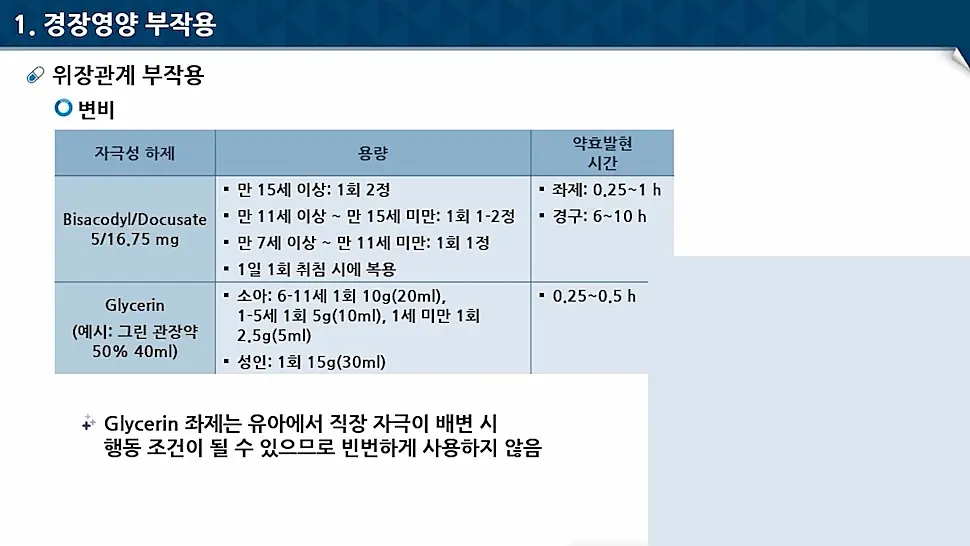 1. 경장영양 부작용
위장관계 부작용
변비
자극성 하제
용량
약효발현
시간
Bisacodyl/Docusate
5/16.75 mg
▪ 만 15세 이상: 1회 2정
▪ 만 11세 이상 ~ 만 15세 미만: 1회 1-2정
▪ 만 7세 이상 ~ 만 11세 미만: 1회 1정
▪ 1일 1회 취침 시에 복용
▪ 좌제: 0.25~1 h
▪ 경구: 6~10 h
Glycerin
(예시: 그린 관장약
50% 40ml)
▪ 소아: 6-11세 1회 10g(20ml),
1-5세 1회 5g(10ml), 1세 미만 1회
2.5g(5ml)
▪ 성인: 1회 15g(30ml)
▪ 0.25~0.5 h
Glycerin 좌제는 유아에서 직장 자극이 배변 시
행동 조건이 될 수 있으므로 빈번하게 사용하지 않음